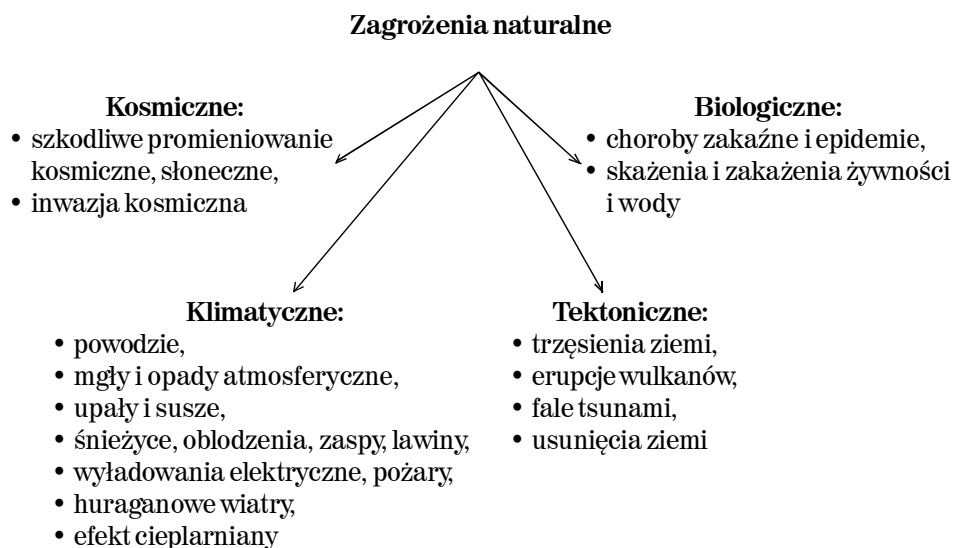 Zagrożenia naturalne
Kosmiczne:
• szkodliwe promieniowanie
kosmiczne, słoneczne,
• inwazja kosmiczna
Biologiczne:
• choroby zakaźne i epidemie,
• skażenia i zakażenia żywności
i wody
Klimatyczne:
• powodzie,
• mgły i opady atmosferyczne,
• upały i susze,
• śnieżyce, oblodzenia, zaspy, lawiny,
• wyładowania elektryczne, pożary,
• huraganowe wiatry,
• efekt cieplarniany
Tektoniczne:
• trzęsienia ziemi,
• erupcje wulkanów,
• fale tsunami,
• usunięcia ziemi